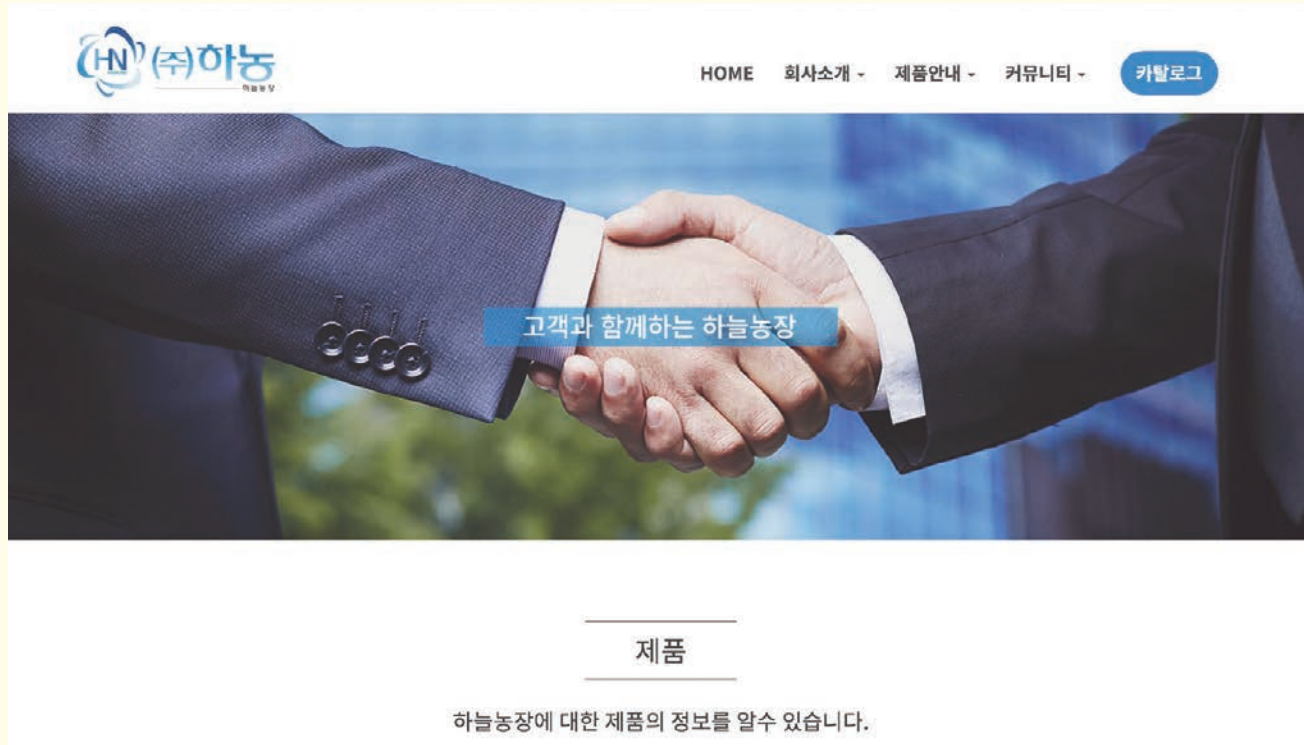 HN (주)하농
하늘농장
HOME 회사소개 제품안내 커뮤니티 카탈로그
고객과 함께하는 하늘농장
제품
하늘농장에 대한 제품의 정보를 알수 있습니다.